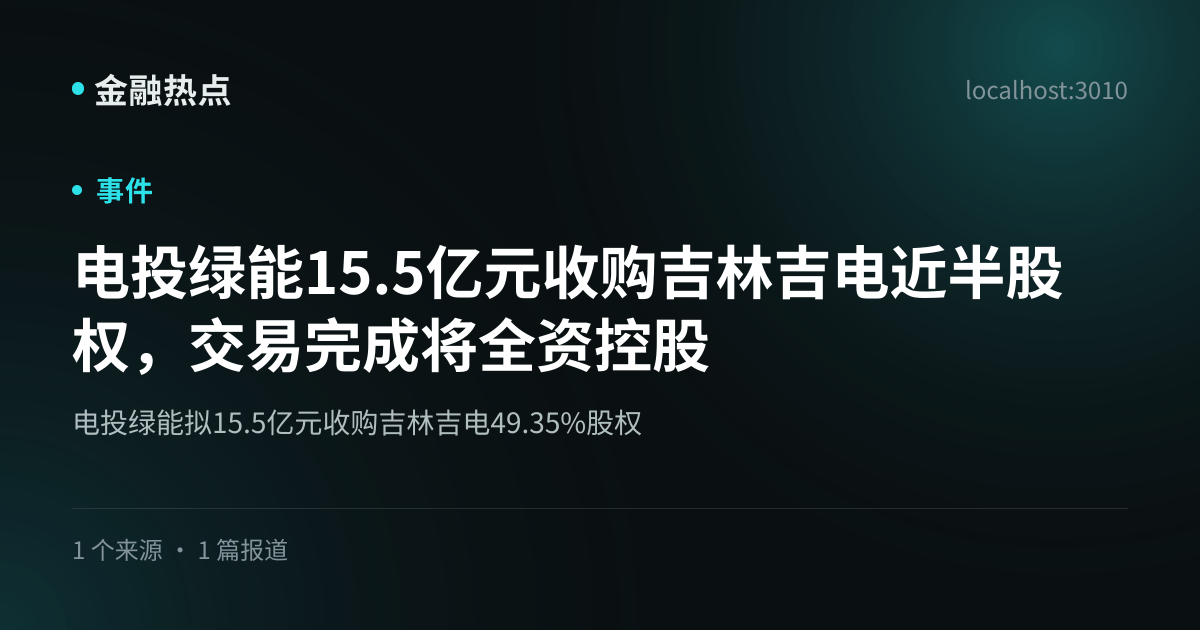 金融热点
localhost:3010
事件
电投绿能15.5亿元收购吉林吉电近半股
权，交易完成将全资控股
电投绿能拟15.5亿元收购吉林吉电49.35%股权
1 个来源 · 1 篇报道